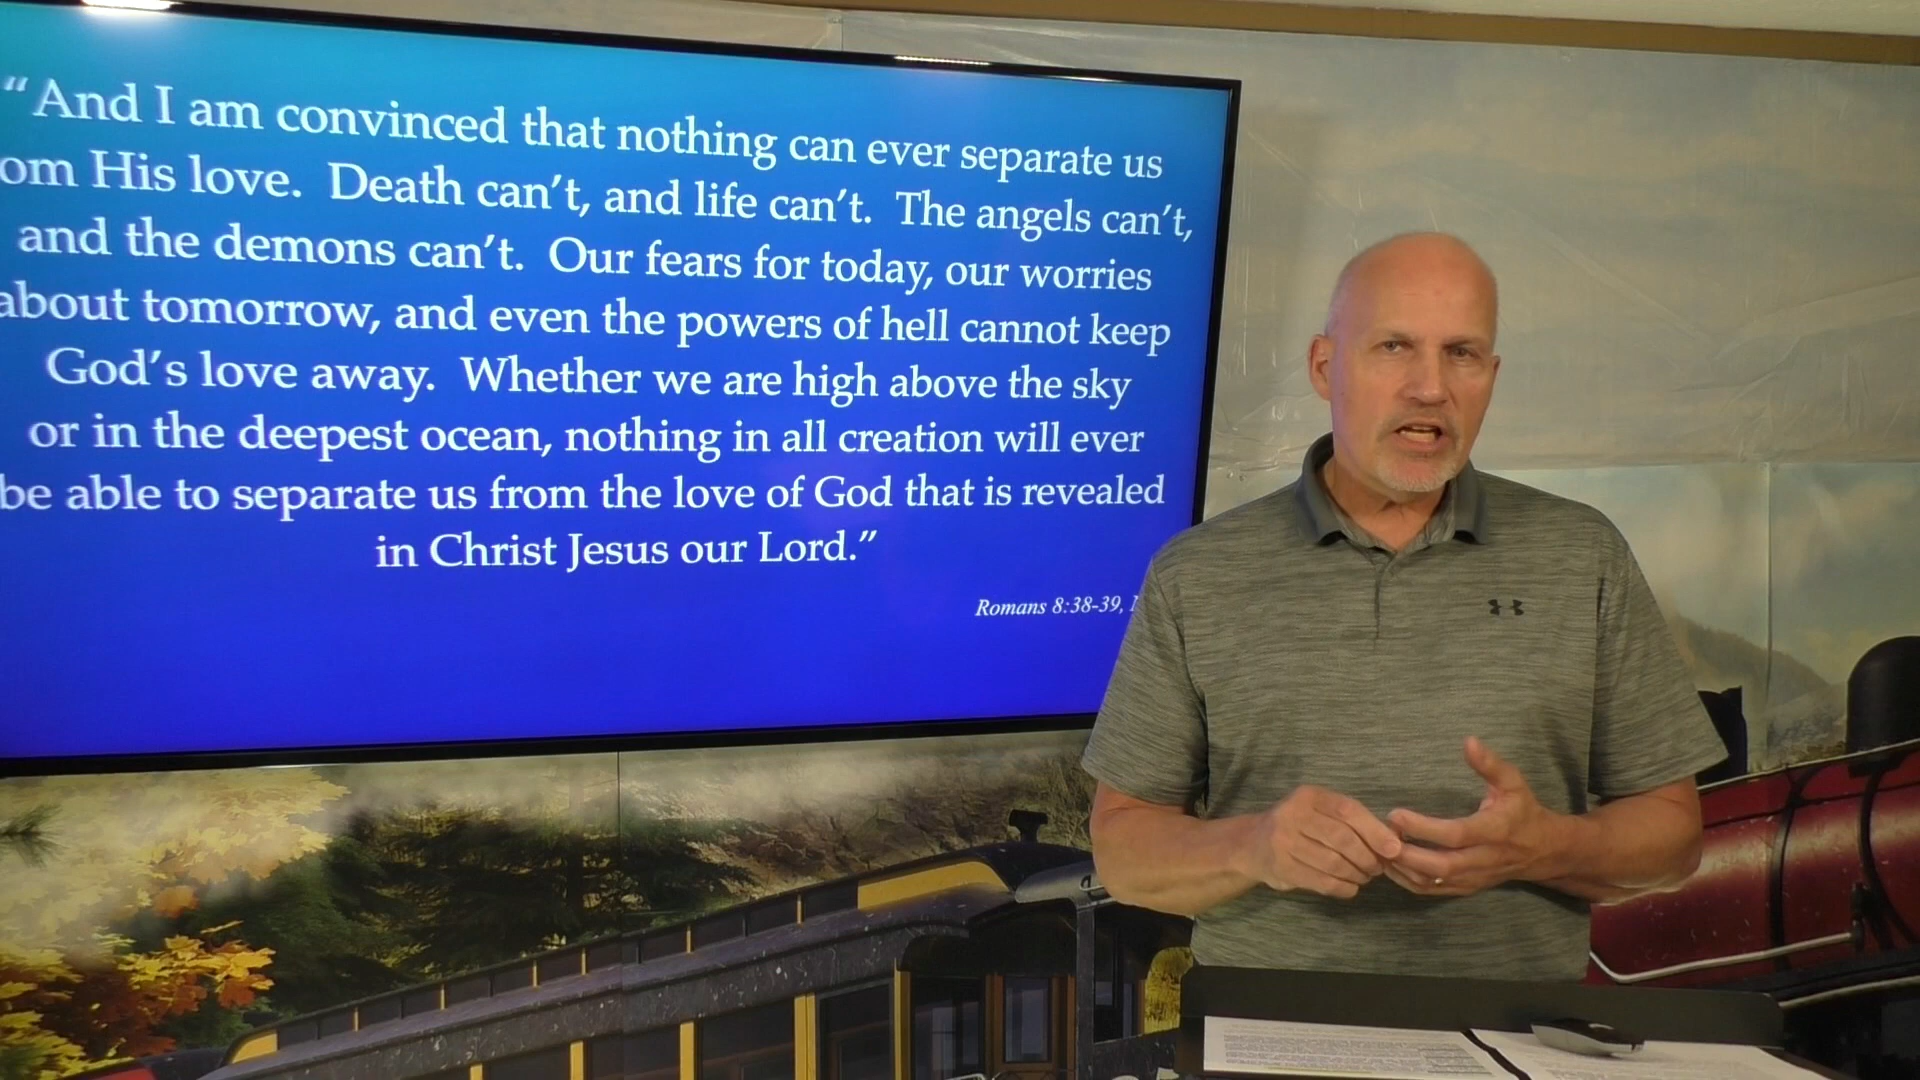 “And I am convinced that nothing can ever separate us
om His love. Death can’t, and life can’t. The angels can’t,
and the demons can’t. Our fears for today, our worries
about tomorrow, and even the powers of hell cannot keep
God’s love away. Whether we are high above the sky
or in the deepest ocean, nothing in all creation will ever
be able to separate us from the love of God that is revealed
in Christ Jesus our Lord.”
Romans 8:38-39,